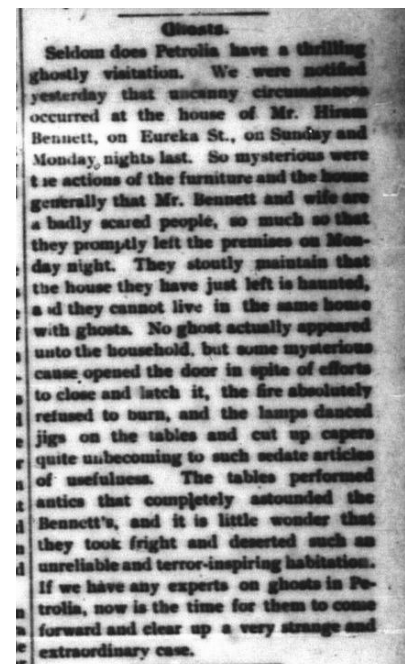 Ghosts.
Seldom does Petrolia have a thrilling
ghostly visitation. We were notified
yesterday that uncanny circumstances
occurred at the house of Mr. Hiram
Bennett, on Eureka St., on Sunday and
Monday nights last. So mysterious were
t e actions of the furniture and the house
generally that Mr. Bennett and wife are
a badly scared people, so much so that
they promptly left the premises on Mon-
day night. They stoutly maintain that
the house they have just left is haunted,
a d they cannot live in the same house
with ghosts. No ghost actually appeared
unto the household, but some mysterious
cause opened the door in spite of efforts
to close and latch it, the fire absolutely
refused to burn, and the lamps danced
jigs on the tables and cut up capers
quite unbecoming to such sedate articles
of usefulness. The tables performed
antics that completely astounded the
Bennett's, and it is little wonder that
they took fright and deserted such an
unreliable and terror-inspiring habitation.
If we have any experts on ghosts in Pe-
trolia, now is the time for them to come
forward and clear up a very strange and
extraordinary case.